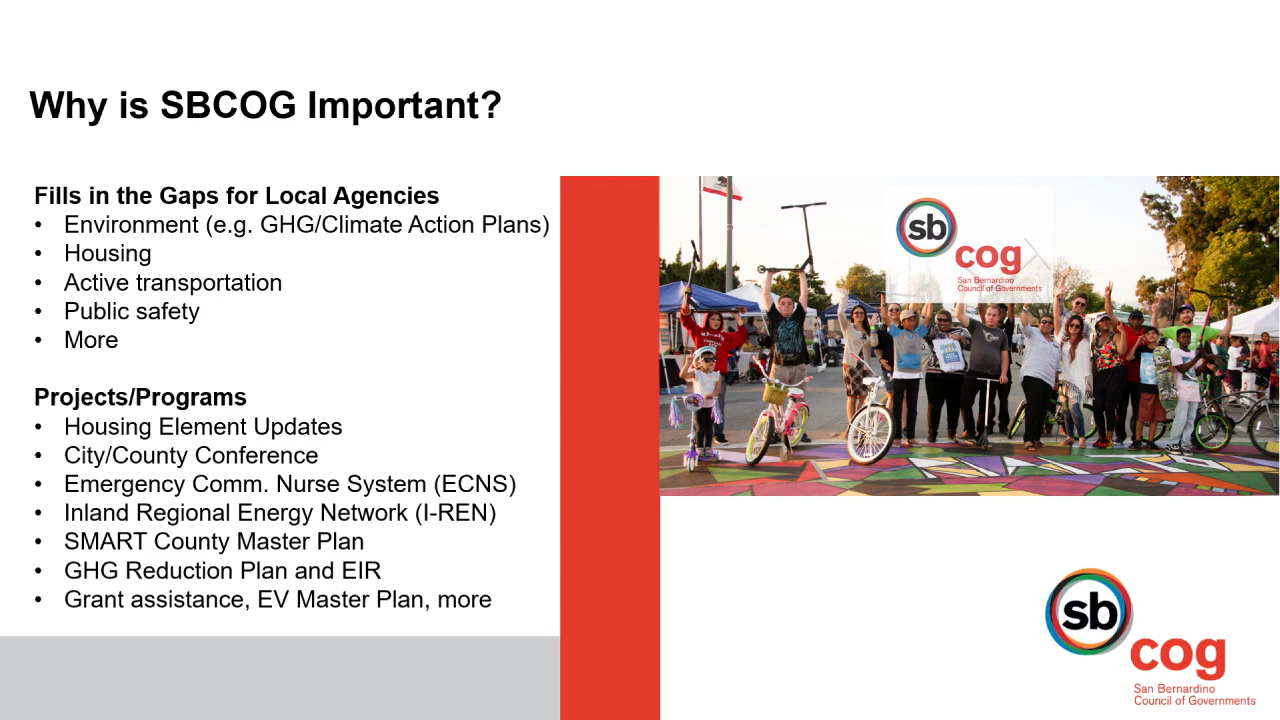 Why is SBCOG Important?
Fills in the Gaps for Local Agencies
• Environment (e.g. GHG/Climate Action Plans)
• Housing
• Active transportation
• Public safety
• More
Projects/Programs
• Housing Element Updates
• City/County Conference
• Emergency Comm. Nurse System (ECNS)
• Inland Regional Energy Network (I-REN)
• SMART County Master Plan
• GHG Reduction Plan and EIR
• Grant assistance, EV Master Plan, more
sb
cog
San Bernardino
Council of Governments
sb
cog
San Bernardino
Council of Governments